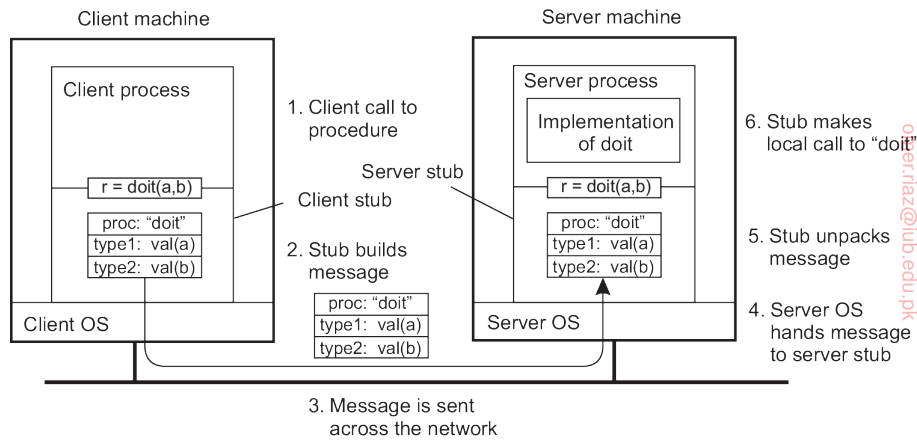 Client machine
Server machine
Client process
Server process
1. Client call to
procedure
Implementation
of doit
6. Stub makes
local call to “doit”
Server stub
r = doit(a,b)
r = doit(a,b)
Client stub
proc: “doit”
type1: val(a)
type2: val(b)
proc: “doit”
type1: val(a)
type2: val(b)
2. Stub builds
message
5. Stub unpacks
message
proc: “doit”
type1: val(a)
type2: val(b)
Client OS
Server OS
4. Server OS
hands message
to server stub
3. Message is sent
across the network